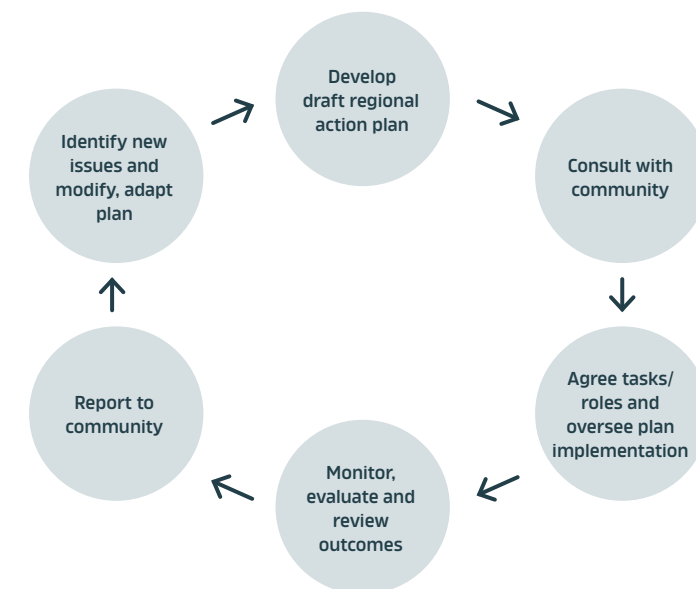 Develop
draft regional
action plan
Consult with
community
Agree tasks/
roles and
oversee plan
implementation
Monitor,
evaluate and
review
outcomes
Report to
community
Identify new
issues and
modify, adapt
plan